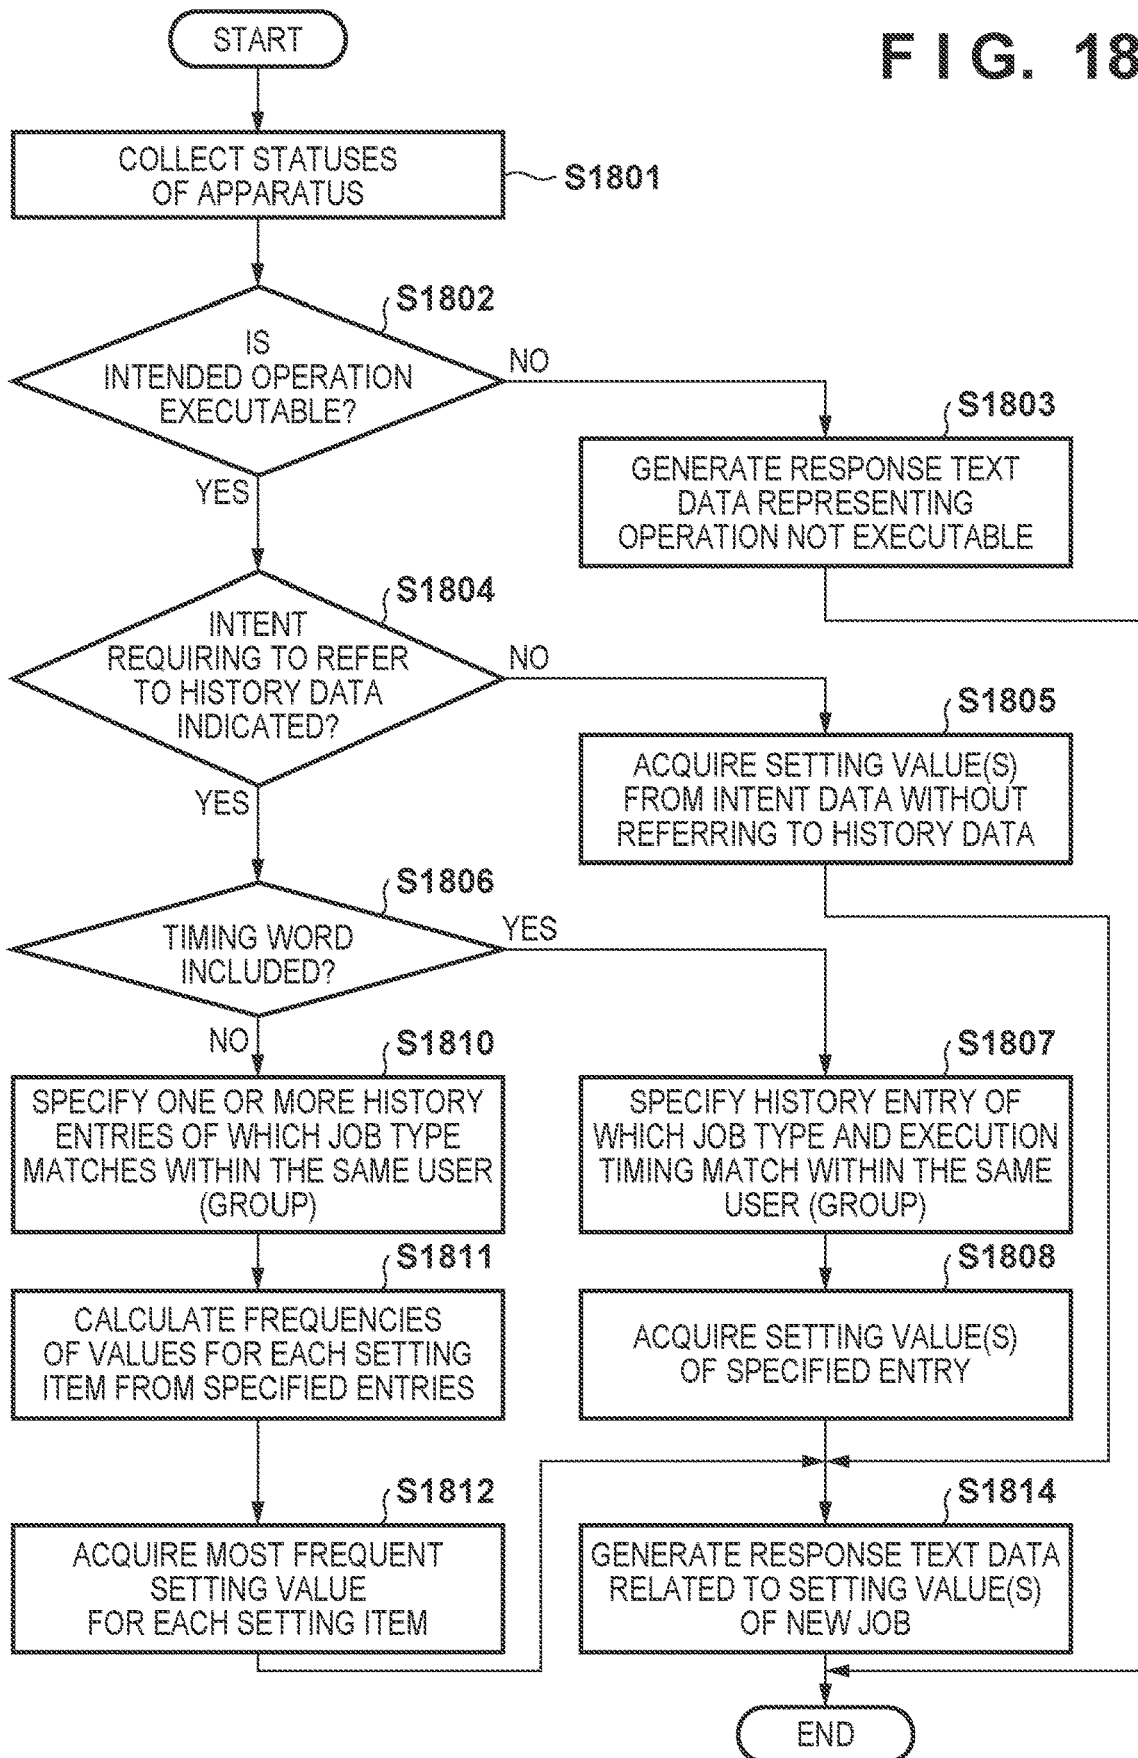 START
FIG. 18
COLLECT STATUSES
OF APPARATUS
S1801
S1802
IS
INTENDED OPERATION
EXECUTABLE?
NO
YES
S1803
GENERATE RESPONSE TEXT
DATA REPRESENTING
OPERATION NOT EXECUTABLE
S1804
INTENT
REQUIRING TO REFER
TO HISTORY DATA
INDICATED?
NO
YES
S1805
ACQUIRE SETTING VALUE(S)
FROM INTENT DATA WITHOUT
REFERRING TO HISTORY DATA
S1806
TIMING WORD
INCLUDED?
YES
NO
S1810
SPECIFY ONE OR MORE HISTORY
ENTRIES OF WHICH JOB TYPE
MATCHES WITHIN THE SAME USER
(GROUP)
S1807
SPECIFY HISTORY ENTRY OF
WHICH JOB TYPE AND EXECUTION
TIMING MATCH WITHIN THE SAME
USER (GROUP)
S1811
CALCULATE FREQUENCIES
OF VALUES FOR EACH SETTING
ITEM FROM SPECIFIED ENTRIES
S1808
ACQUIRE SETTING VALUE(S)
OF SPECIFIED ENTRY
S1812
ACQUIRE MOST FREQUENT
SETTING VALUE
FOR EACH SETTING ITEM
S1814
GENERATE RESPONSE TEXT DATA
RELATED TO SETTING VALUE(S)
OF NEW JOB
END